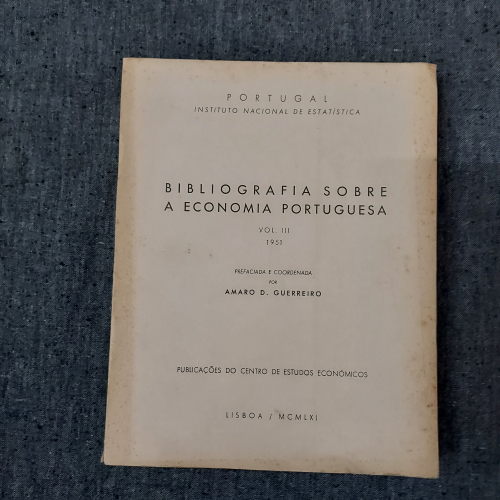 PORTUGAL
INSTITUTO NACIONAL DE ESTATÍSTICA
BIBLIOGRAFIA SOBRE
A ECONOMIA PORTUGUESA
VOL. III
1951
PREFACIADA E COORDENADA
POR
AMARO D. GUERREIRO
PUBLICAÇÕES DO CENTRO DE ESTUDOS ECONÓMICOS
LISBOA / MCMLXI